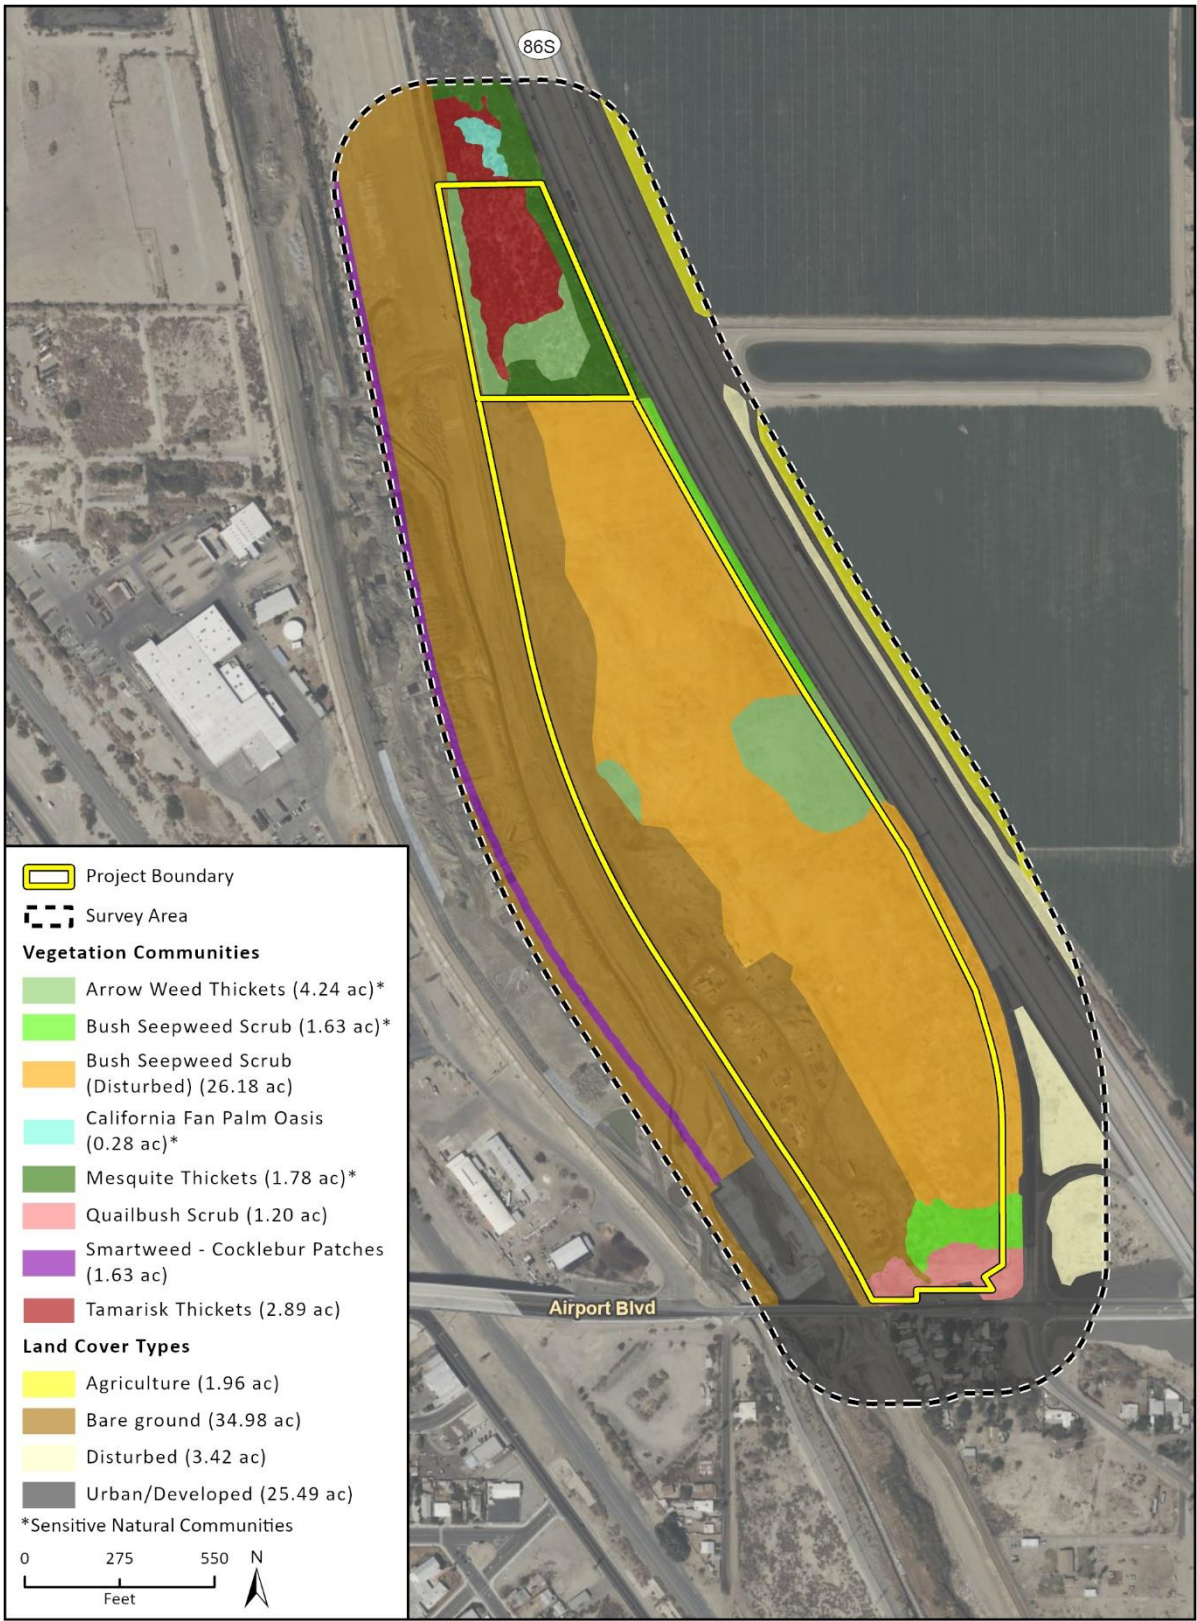 86S
Airport Blvd
Project Boundary
Survey Area
Vegetation Communities
Arrow Weed Thickets (4.24 ac)*
Bush Seepweed Scrub (1.63 ac)*
Bush Seepweed Scrub
(Disturbed) (26.18 ac)
California Fan Palm Oasis
(0.28 ac)*
Mesquite Thickets (1.78 ac)*
Quailbush Scrub (1.20 ac)
Smartweed - Cocklebur Patches
(1.63 ac)
Tamarisk Thickets (2.89 ac)
Land Cover Types
Agriculture (1.96 ac)
Bare ground (34.98 ac)
Disturbed (3.42 ac)
Urban/Developed (25.49 ac)
*Sensitive Natural Communities
0 275 550 N
Feet